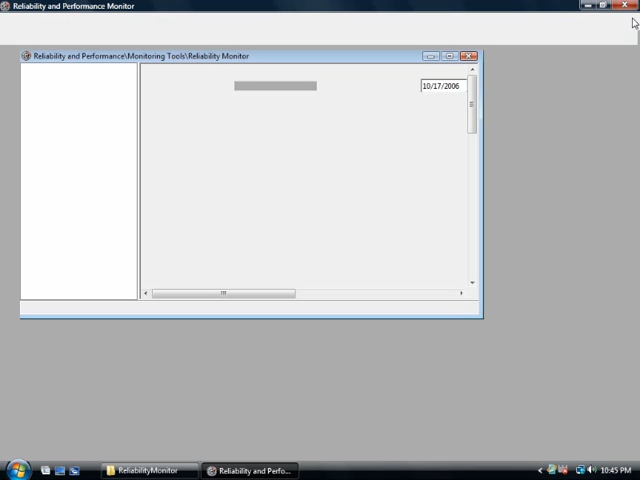 Reliability and Performance Monitor
Reliability and Performance\Monitoring Tools\Reliability Monitor
10/17/2006
ReliabilityMonitor
Reliability and Perfo...
10:45 PM